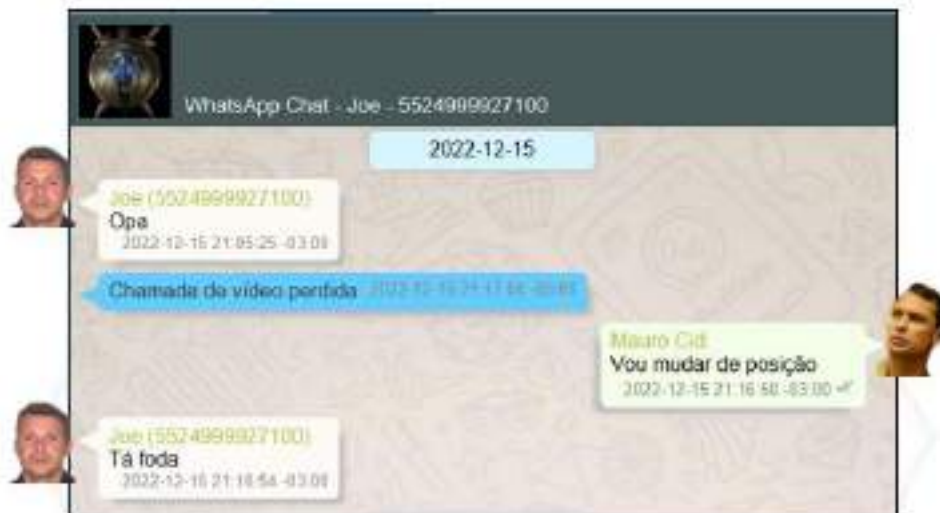 WhatsApp Chat - Joe - 5524999927100
2022-12-15
Joe (5524999927100)
Opa
2022-12-15 21:05:25 -03:00
Chamada de vídeo perdida
Mauro Cid
Vou mudar de posição
2022-12-15 21:16:50 -03:00
Joe (5524999927100)
Tá foda
2022-12-15 21:16:54 -03:00